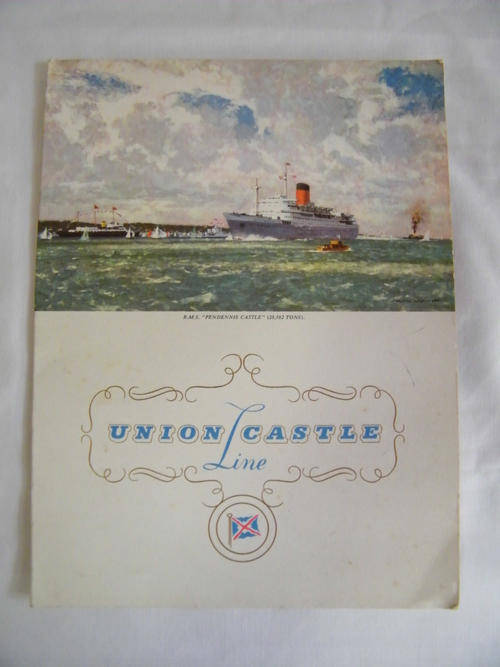 R.M.S. "PENDENNIS CASTLE" (28,582 TONS).
UNION CASTLE
Line